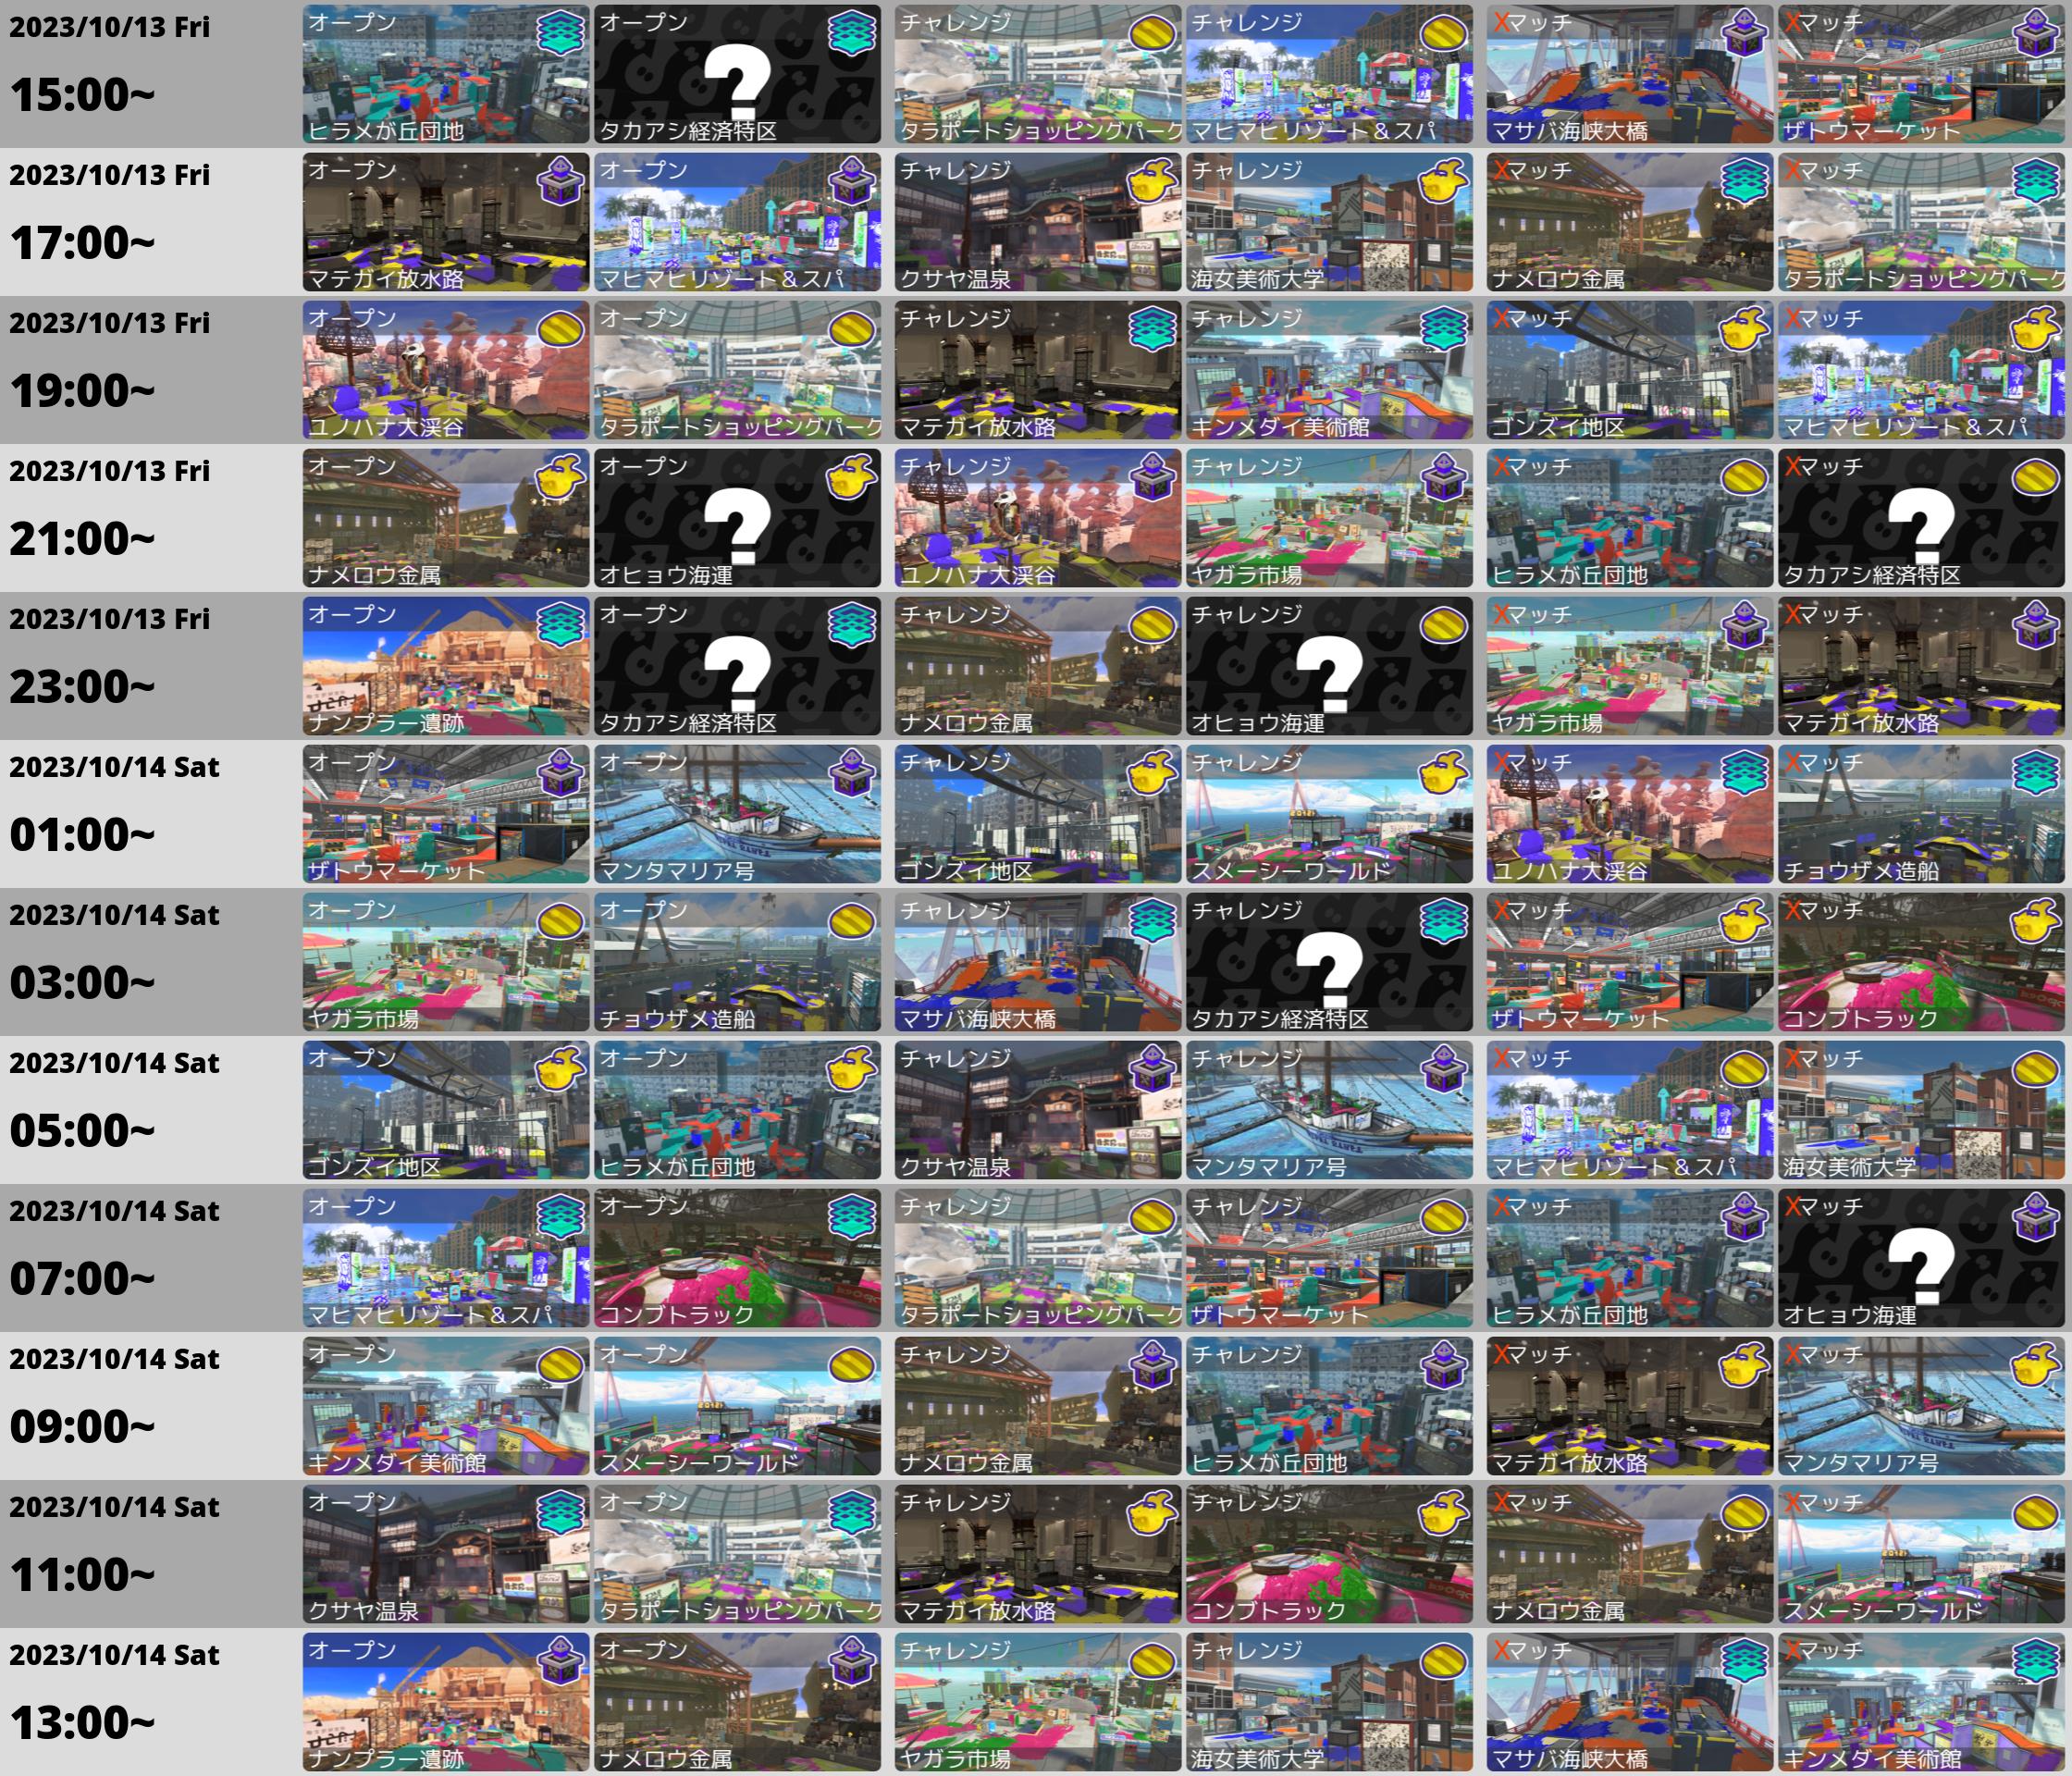 2023/10/13 Fri
15:00~
オープン
ヒラメが丘団地
オープン
タカアシ経済特区
チャレンジ
タラポートショッピングパーク
チャレンジ
マヒマヒリゾート＆スパ
Xマッチ
マサバ海峡大橋
Xマッチ
ザトウマーケット
2023/10/13 Fri
17:00~
オープン
マテガイ放水路
オープン
マヒマヒリゾート＆スパ
チャレンジ
クサヤ温泉
チャレンジ
海女美術大学
Xマッチ
ナメロウ金属
Xマッチ
タラポートショッピングパーク
2023/10/13 Fri
19:00~
オープン
ユノハナ大渓谷
オープン
タラポートショッピングパーク
チャレンジ
マテガイ放水路
チャレンジ
キンメダイ美術館
Xマッチ
ゴンズイ地区
Xマッチ
マヒマヒリゾート＆スパ
2023/10/13 Fri
21:00~
オープン
ナメロウ金属
オープン
オヒョウ海運
チャレンジ
ユノハナ大渓谷
チャレンジ
ヤガラ市場
Xマッチ
ヒラメが丘団地
Xマッチ
タカアシ経済特区
2023/10/13 Fri
23:00~
オープン
ナンプラー遺跡
オープン
タカアシ経済特区
チャレンジ
ナメロウ金属
チャレンジ
オヒョウ海運
Xマッチ
ヤガラ市場
Xマッチ
マテガイ放水路
2023/10/14 Sat
01:00~
オープン
ザトウマーケット
オープン
マンタマリア号
チャレンジ
ゴンズイ地区
チャレンジ
スメーシーワールド
Xマッチ
ユノハナ大渓谷
Xマッチ
チョウザメ造船
2023/10/14 Sat
03:00~
オープン
ヤガラ市場
オープン
チョウザメ造船
チャレンジ
マサバ海峡大橋
チャレンジ
タカアシ経済特区
Xマッチ
ザトウマーケット
Xマッチ
コンブトラック
2023/10/14 Sat
05:00~
オープン
ゴンズイ地区
オープン
ヒラメが丘団地
チャレンジ
クサヤ温泉
チャレンジ
マンタマリア号
Xマッチ
マヒマヒリゾート＆スパ
Xマッチ
海女美術大学
2023/10/14 Sat
07:00~
オープン
マヒマヒリゾート＆スパ
オープン
コンブトラック
チャレンジ
タラポートショッピングパーク
チャレンジ
ザトウマーケット
Xマッチ
ヒラメが丘団地
Xマッチ
オヒョウ海運
2023/10/14 Sat
09:00~
オープン
キンメダイ美術館
オープン
スメーシーワールド
チャレンジ
ナメロウ金属
チャレンジ
ヒラメが丘団地
Xマッチ
マテガイ放水路
Xマッチ
マンタマリア号
2023/10/14 Sat
11:00~
オープン
クサヤ温泉
オープン
タラポートショッピングパーク
チャレンジ
マテガイ放水路
チャレンジ
コンブトラック
Xマッチ
ナメロウ金属
Xマッチ
スメーシーワールド
2023/10/14 Sat
13:00~
オープン
ナンプラー遺跡
オープン
ナメロウ金属
チャレンジ
ヤガラ市場
チャレンジ
海女美術大学
Xマッチ
マサバ海峡大橋
Xマッチ
キンメダイ美術館